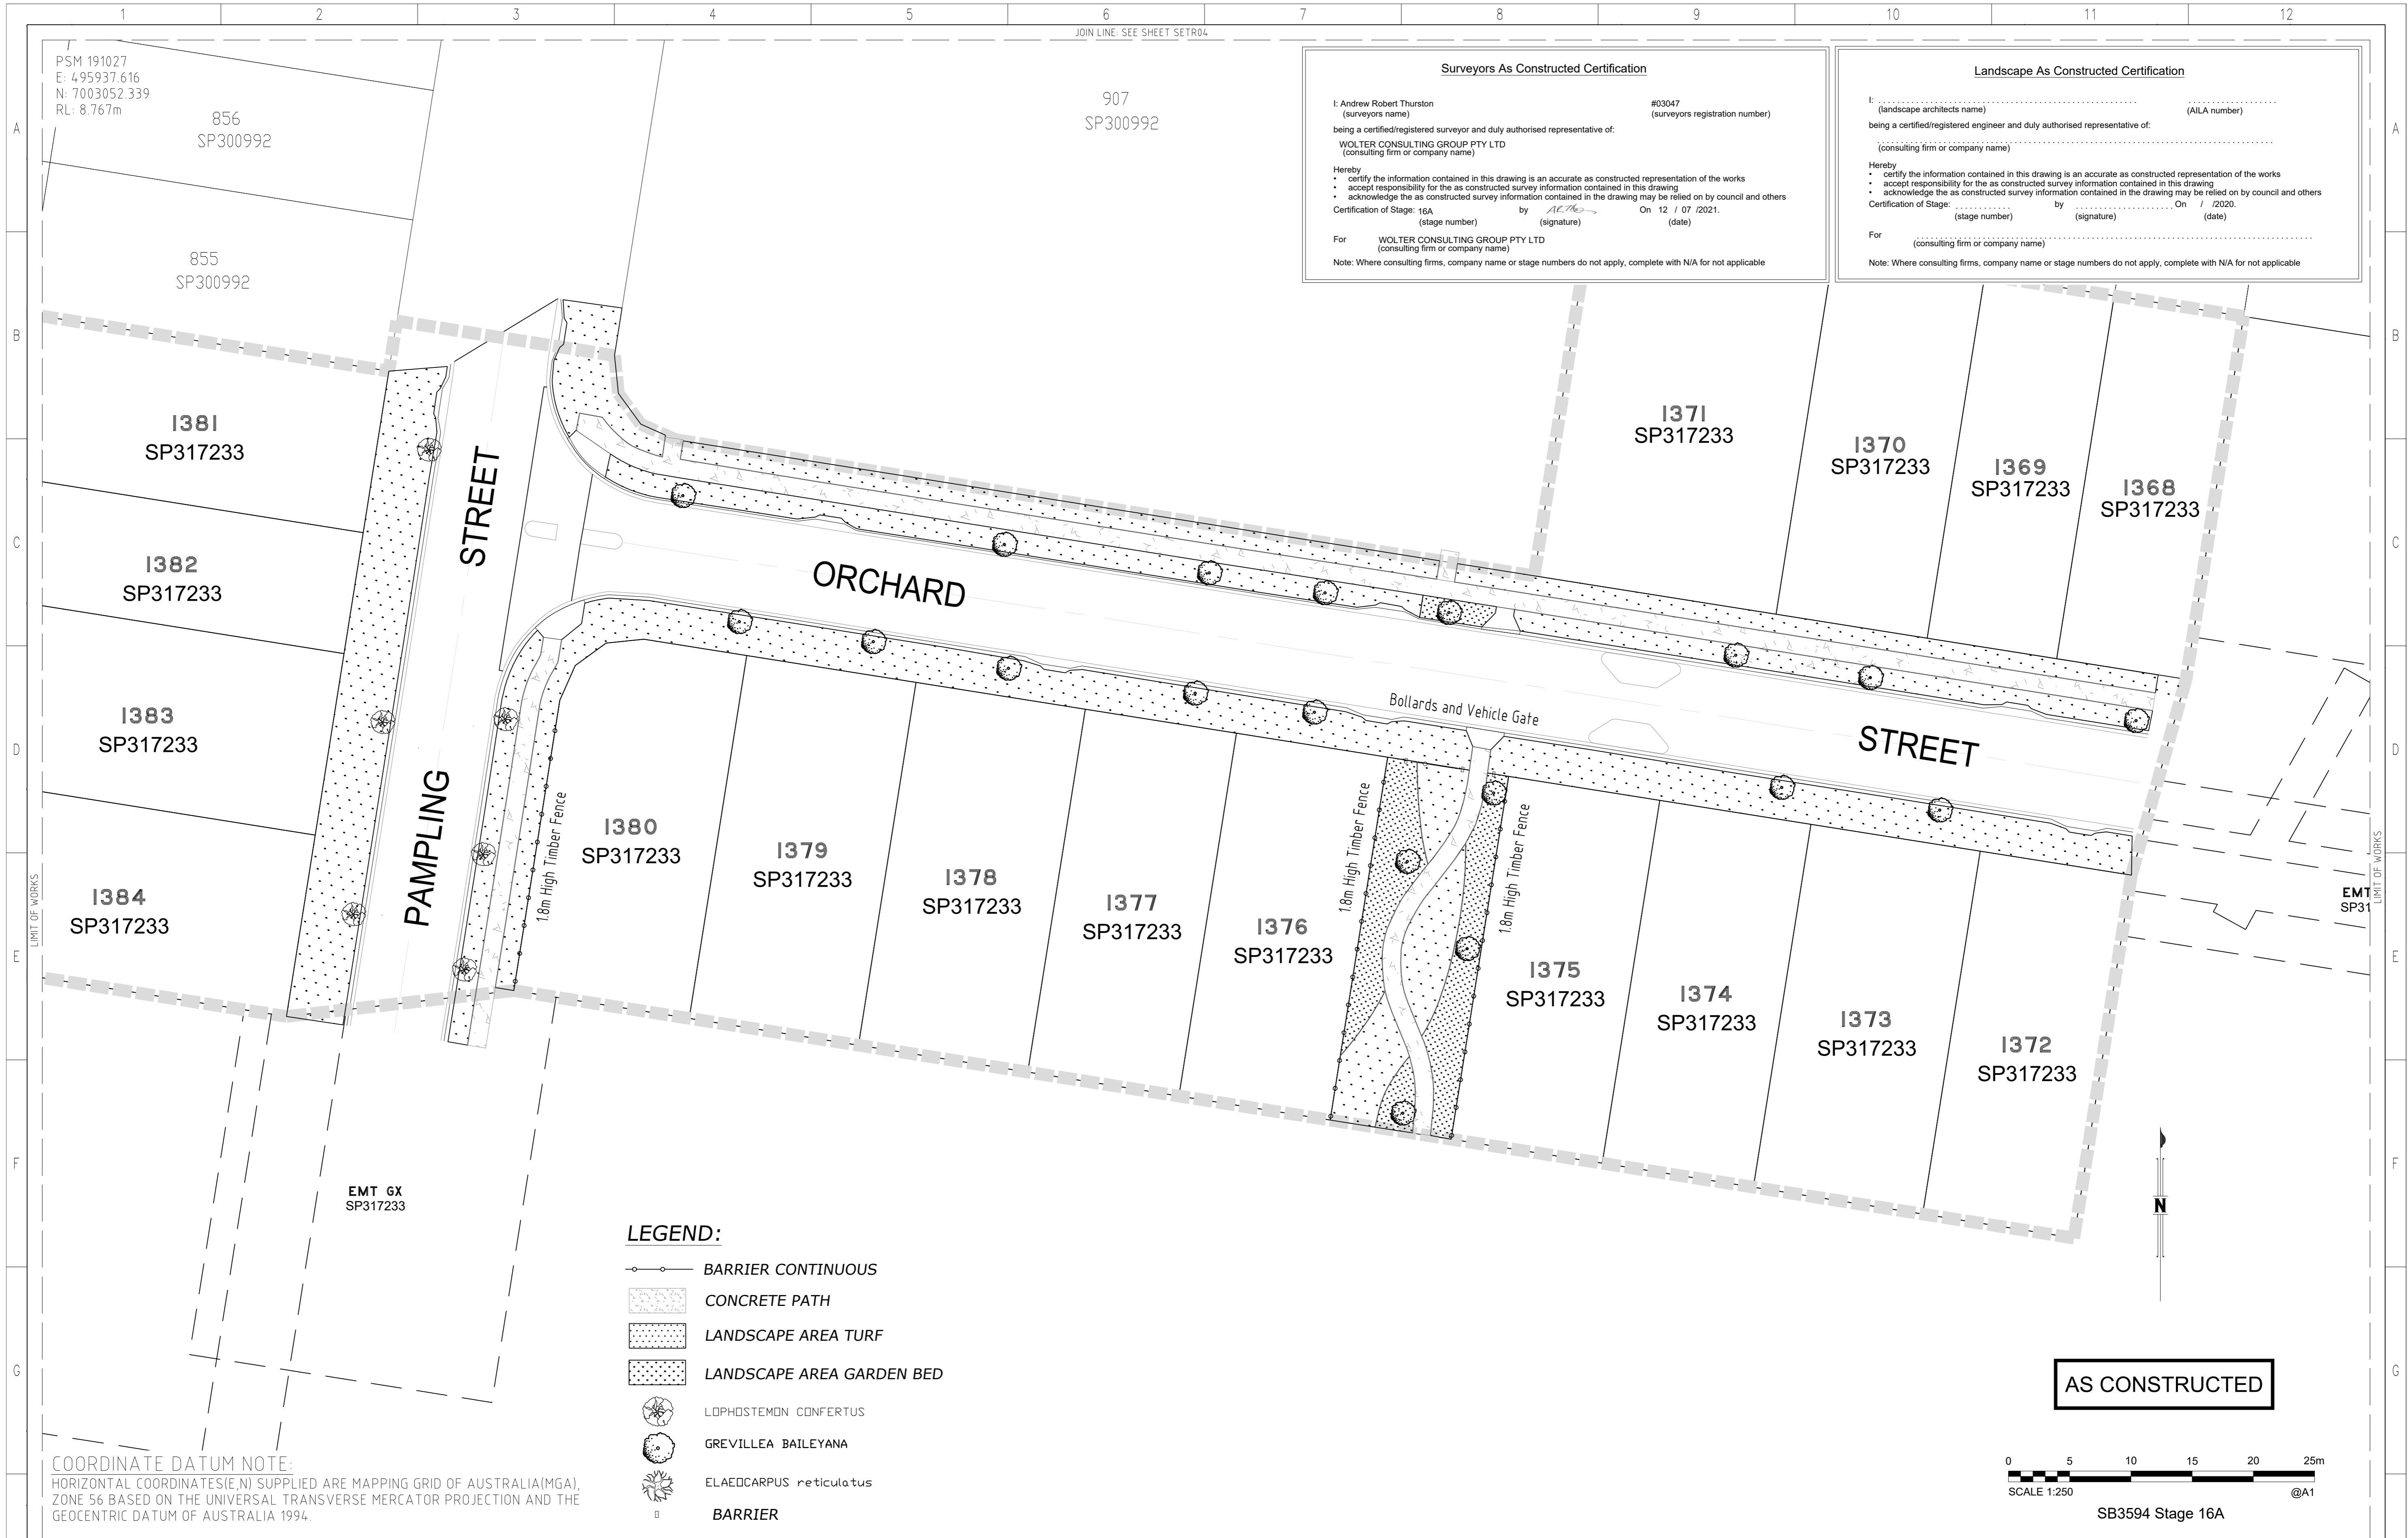 1 2 3 4 5 6 7 8 9 10 11 12
JOIN LINE: SEE SHEET SETR04
PSM 191027
E: 495937.616
N: 7003052.339
RL: 8.767m
856
SP300992
855
SP300992
907
SP300992
Surveyors As Constructed Certification
I: Andrew Robert Thurston #03047
(surveyors name) (surveyors registration number)
being a certified/registered surveyor and duly authorised representative of:
WOLTER CONSULTING GROUP PTY LTD
(consulting firm or company name)
Hereby
• certify the information contained in this drawing is an accurate as constructed representation of the works
• accept responsibility for the as constructed survey information contained in this drawing
• acknowledge the as constructed survey information contained in the drawing may be relied on by council and others
Certification of Stage: 16A by On 12 / 07 /2021.
(stage number) (signature) (date)
For WOLTER CONSULTING GROUP PTY LTD
(consulting firm or company name)
Note: Where consulting firms, company name or stage numbers do not apply, complete with N/A for not applicable
Landscape As Constructed Certification
I:
(landscape architects name) (AILA number)
being a certified/registered engineer and duly authorised representative of:
(consulting firm or company name)
Hereby
• certify the information contained in this drawing is an accurate as constructed representation of the works
• accept responsibility for the as constructed survey information contained in this drawing
• acknowledge the as constructed survey information contained in the drawing may be relied on by council and others
Certification of Stage: by On / /2020.
(stage number) (signature) (date)
For
(consulting firm or company name)
Note: Where consulting firms, company name or stage numbers do not apply, complete with N/A for not applicable
A
B
C
D
E
F
G
A
B
C
D
E
F
G
1381
SP317233
1382
SP317233
1383
SP317233
1384
SP317233
1371
SP317233
1370
SP317233
1369
SP317233
1368
SP317233
PAMPLING STREET
ORCHARD STREET
Bollards and Vehicle Gate
1.8m High Timber Fence
1.8m High Timber Fence
1.8m High Timber Fence
1380
SP317233
1379
SP317233
1378
SP317233
1377
SP317233
1376
SP317233
1375
SP317233
1374
SP317233
1373
SP317233
1372
SP317233
LIMIT OF WORKS
LIMIT OF WORKS
EMT
SP31
EMT GX
SP317233
N
LEGEND:
BARRIER CONTINUOUS
CONCRETE PATH
LANDSCAPE AREA TURF
LANDSCAPE AREA GARDEN BED
LOPHOSTEMON CONFERTUS
GREVILLEA BAILEYANA
ELAEOCARPUS reticulatus
BARRIER
COORDINATE DATUM NOTE:
HORIZONTAL COORDINATES(E,N) SUPPLIED ARE MAPPING GRID OF AUSTRALIA(MGA),
ZONE 56 BASED ON THE UNIVERSAL TRANSVERSE MERCATOR PROJECTION AND THE
GEOCENTRIC DATUM OF AUSTRALIA 1994.
AS CONSTRUCTED
0 5 10 15 20 25m
SCALE 1:250 @A1
SB3594 Stage 16A